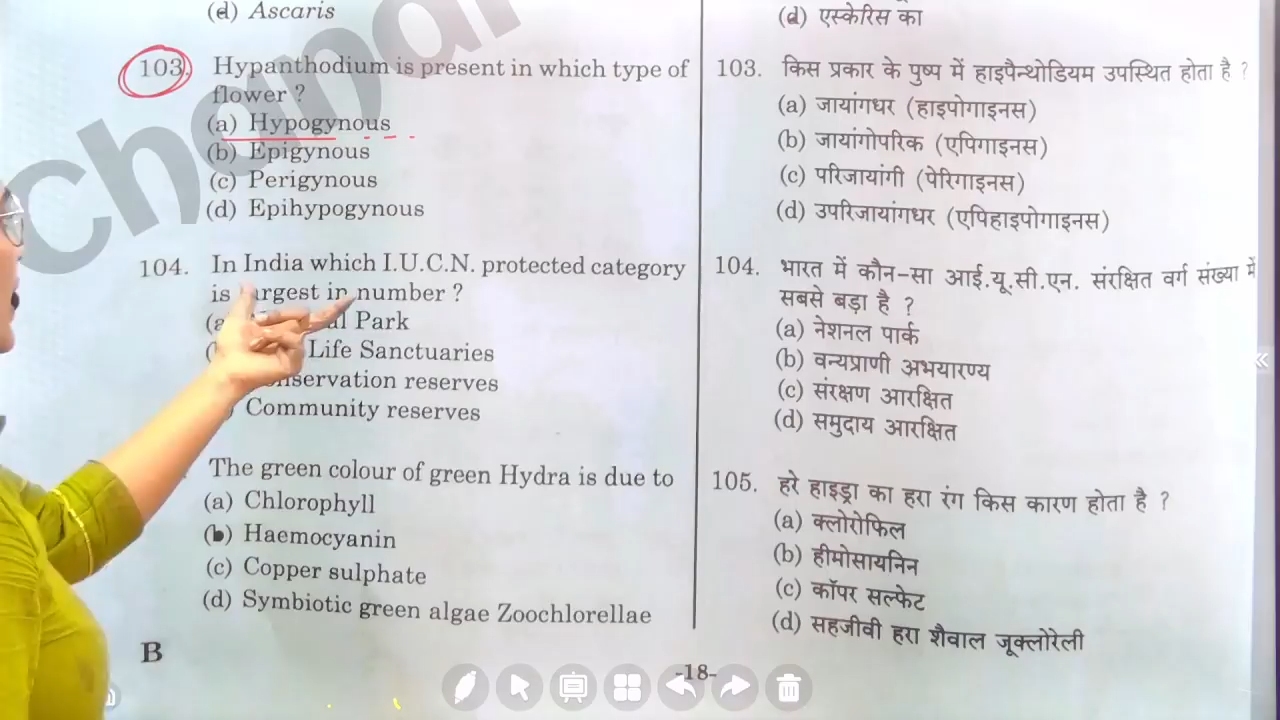 (d) Ascaris
103. Hypanthodium is present in which type of
flower ?
(a) Hypogynous
(b) Epigynous
(c) Perigynous
(d) Epihypogynous
104. In India which I.U.C.N. protected category
is largest in number ?
Park
Life Sanctuaries
Conservation reserves
Community reserves
The green colour of green Hydra is due to
(a) Chlorophyll
(b) Haemocyanin
(c) Copper sulphate
(d) Symbiotic green algae Zoochlorellae
B
(d) एस्केरिस का
103. किस प्रकार के पुष्प में हाइपैन्थोडियम उपस्थित होता है ?
(a) जायांगधर (हाइपोगाइनस)
(b) जायांगोपरिक (एपिगाइनस)
(c) परिजायांगी (पेरिगाइनस)
(d) उपरिजायांगधर (एपिहाइपोगाइनस)
104. भारत में कौन-सा आई.यू.सी.एन. संरक्षित वर्ग संख्या में
सबसे बड़ा है ?
(a) नेशनल पार्क
(b) वन्यप्राणी अभयारण्य
(c) संरक्षण आरक्षित
(d) समुदाय आरक्षित
105. हरे हाइड्रा का हरा रंग किस कारण होता है ?
(a) क्लोरोफिल
(b) हीमोसायनिन
(c) कॉपर सल्फेट
(d) सहजीवी हरा शैवाल जूक्लोरेली
-18-